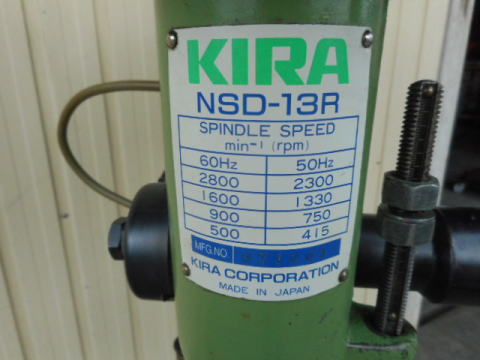 KIRA
NSD-13R
SPINDLE SPEED
min⁻¹ (rpm)
60Hz 50Hz
2800 2300
1600 1330
900 750
500 415
MFG.NO
KIRA CORPORATION
MADE IN JAPAN